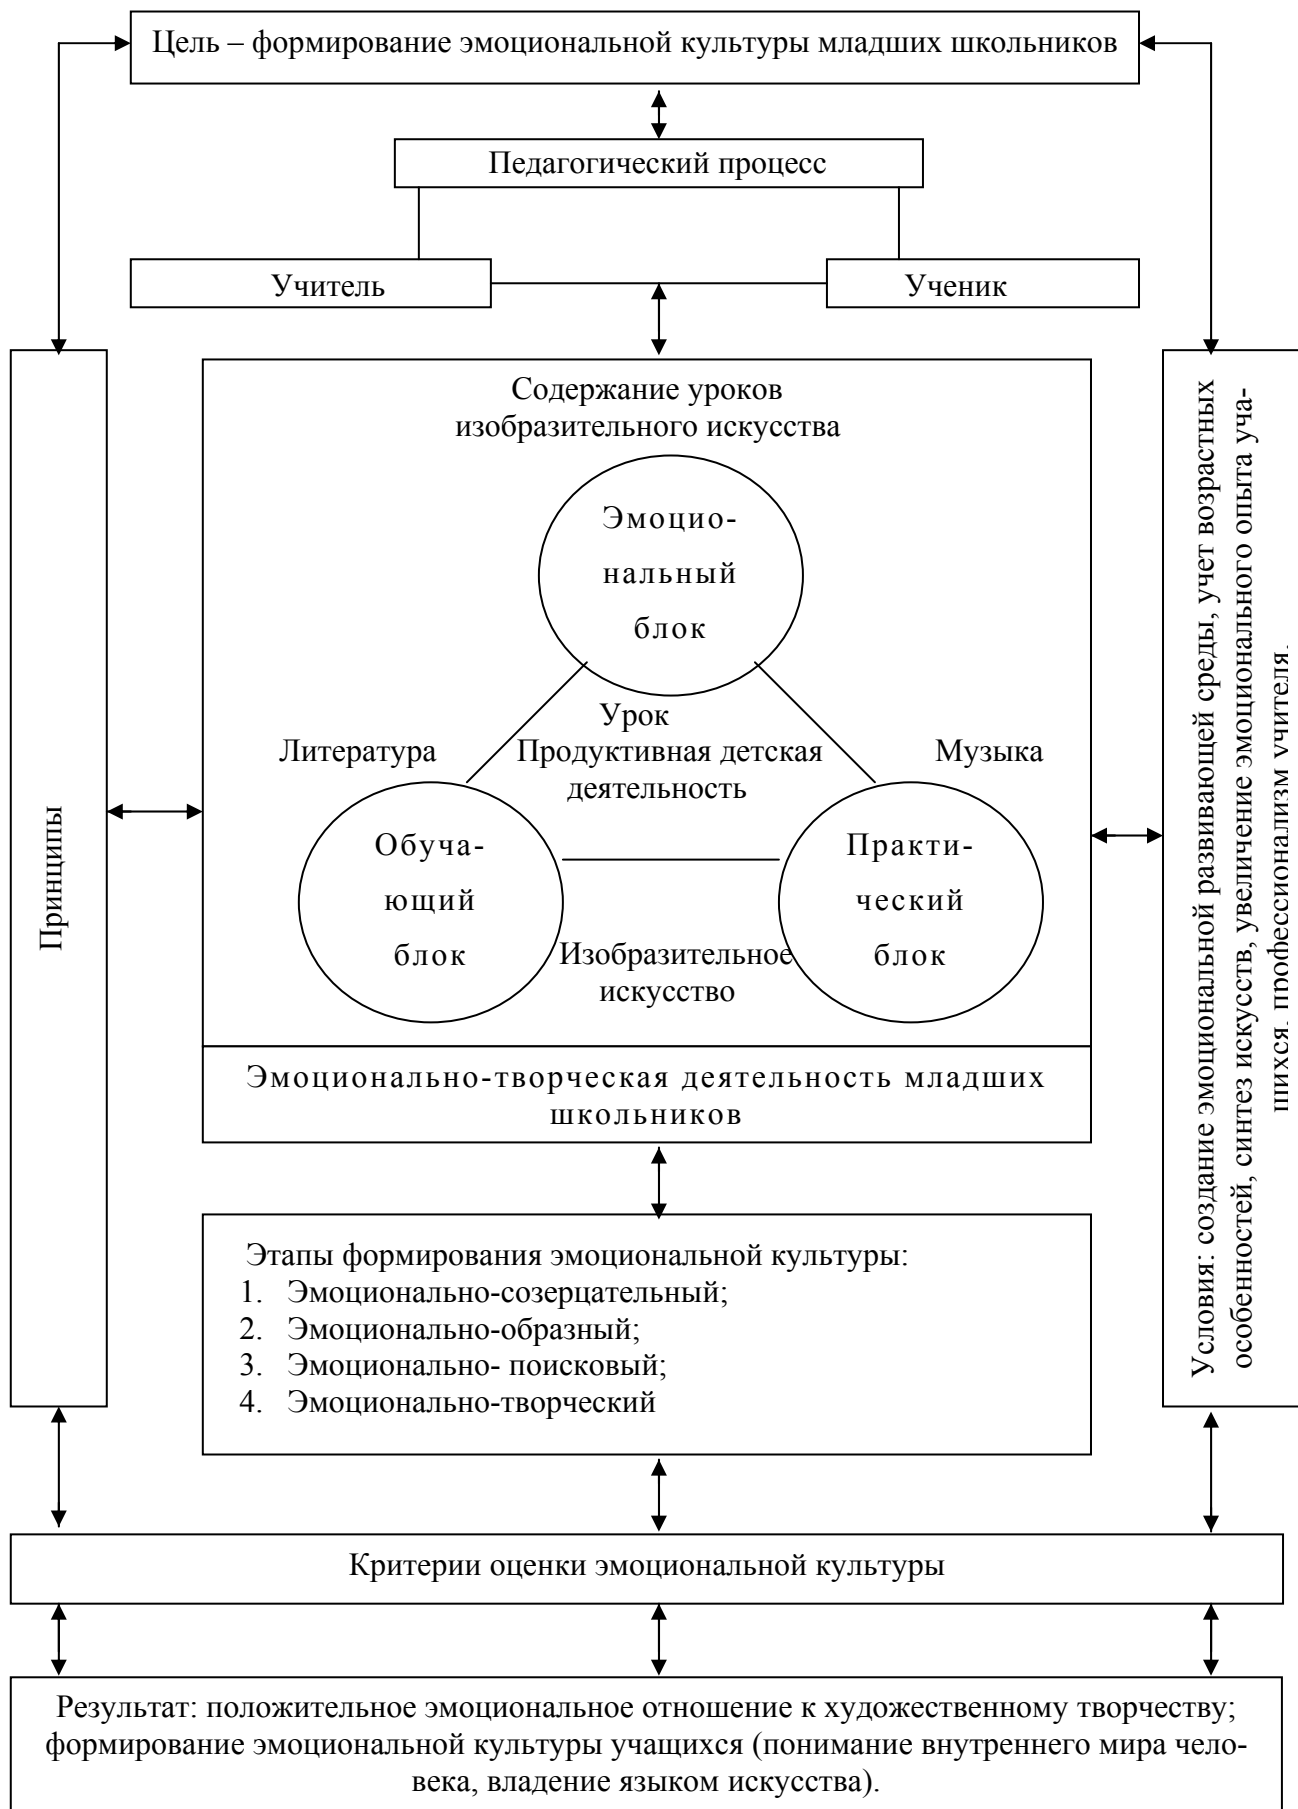 Цель – формирование эмоциональной культуры младших школьников
Педагогический процесс
Учитель
Ученик
Принципы
Содержание уроков
изобразительного искусства
Эмоцио-
нальный
блок
Урок
Продуктивная детская
деятельность
Литература
Музыка
Обуча-
ющий
блок
Практи-
ческий
блок
Изобразительное
искусство
Эмоционально-творческая деятельность младших
школьников
Условия: создание эмоциональной развивающей среды, учет возрастных
особенностей, синтез искусств, увеличение эмоционального опыта уча-
щихся, профессионализм учителя.
Этапы формирования эмоциональной культуры:
1. Эмоционально-созерцательный;
2. Эмоционально-образный;
3. Эмоционально- поисковый;
4. Эмоционально-творческий
Критерии оценки эмоциональной культуры
Результат: положительное эмоциональное отношение к художественному творчеству;
формирование эмоциональной культуры учащихся (понимание внутреннего мира чело-
века, владение языком искусства).